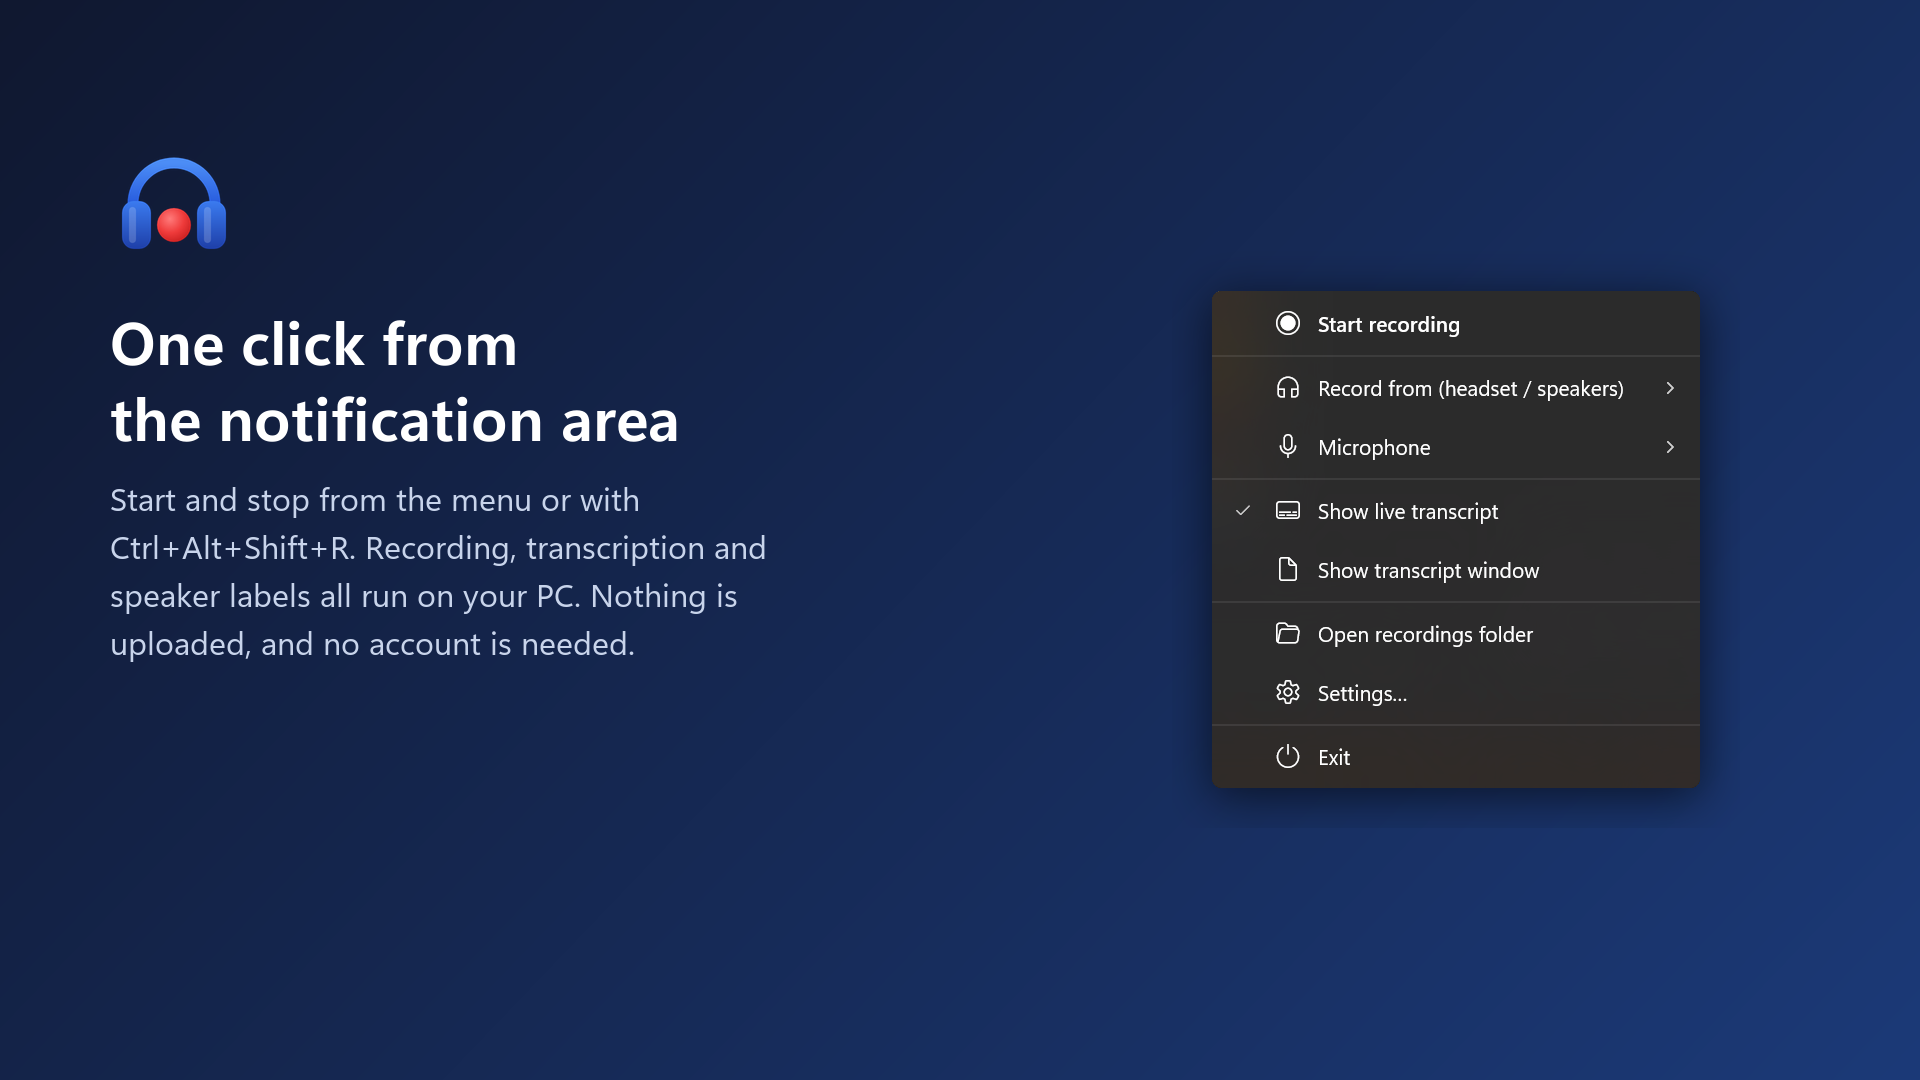 One click from
the notification area
Start and stop from the menu or with
Ctrl+Alt+Shift+R. Recording, transcription and
speaker labels all run on your PC. Nothing is
uploaded, and no account is needed.
Start recording
Record from (headset / speakers)
Microphone
Show live transcript
Show transcript window
Open recordings folder
Settings...
Exit